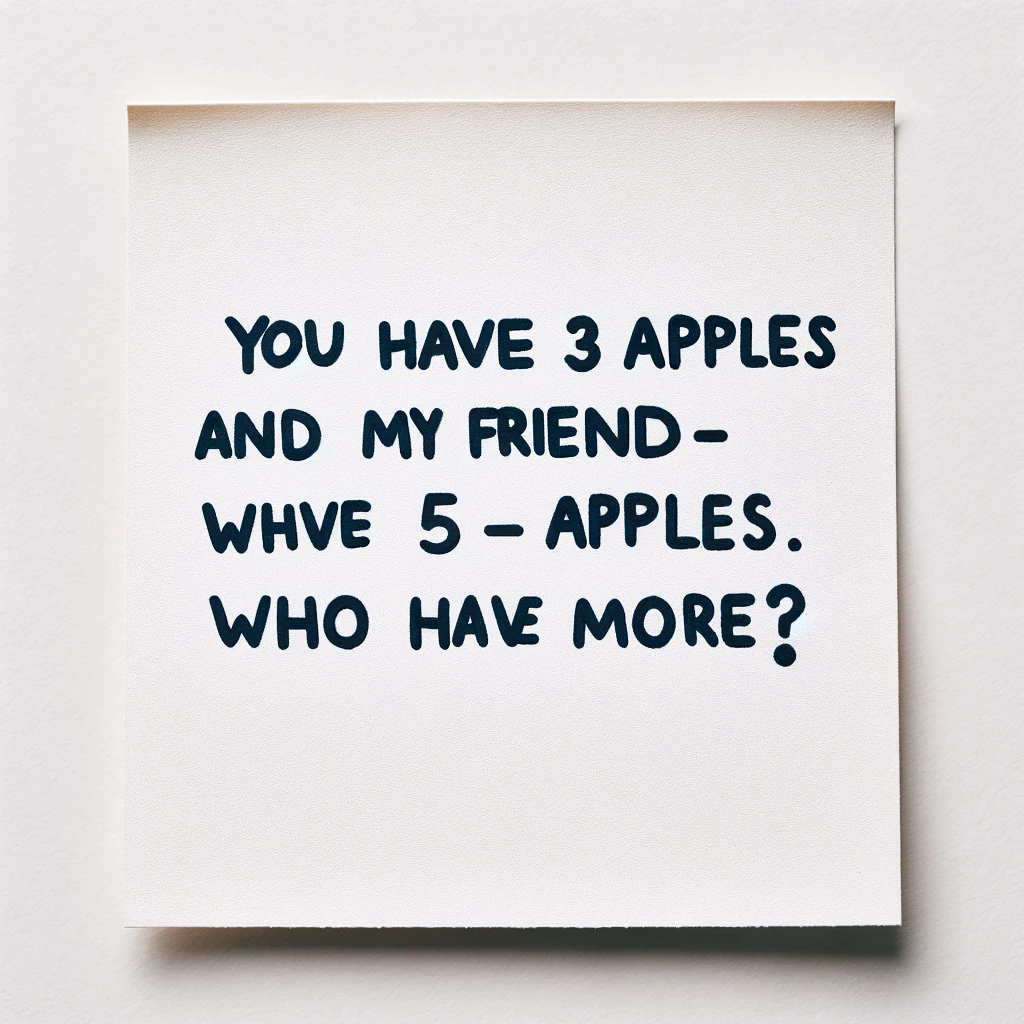 YOU HAVE 3 APPLES
AND MY FRIEND –
WHVE 5 – APPLES.
WHO HAVE MORE?